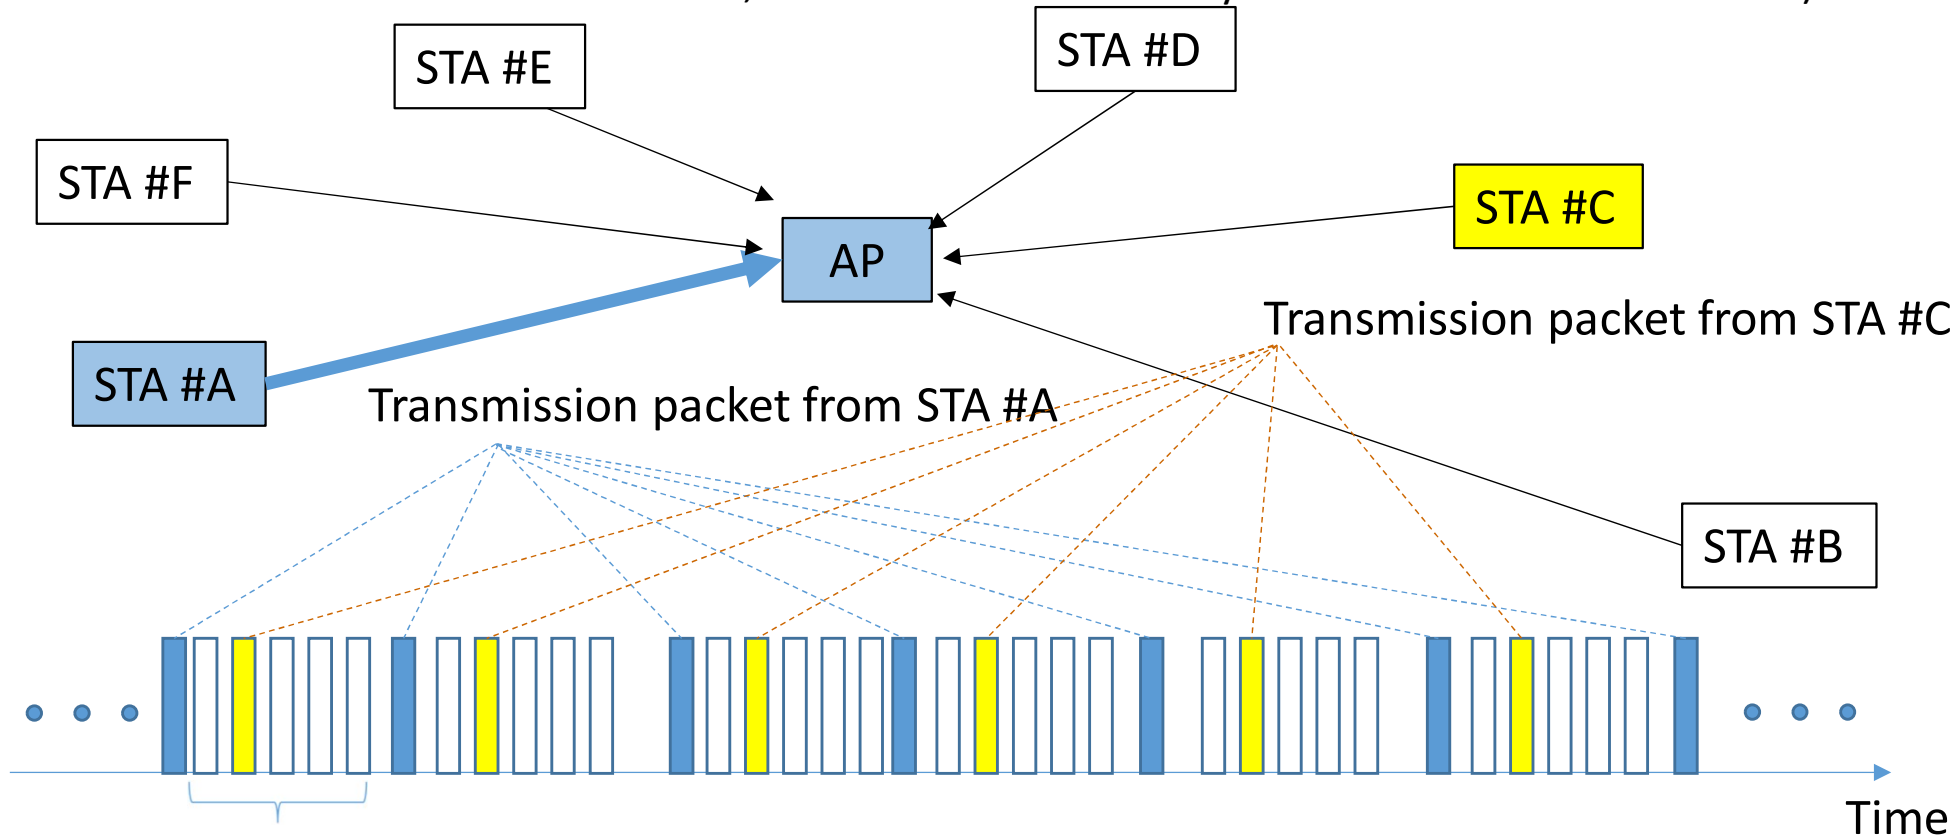 STA #E
STA #D
STA #F
STA #C
AP
Transmission packet from STA #C
STA #A
Transmission packet from STA #A
STA #B
Time